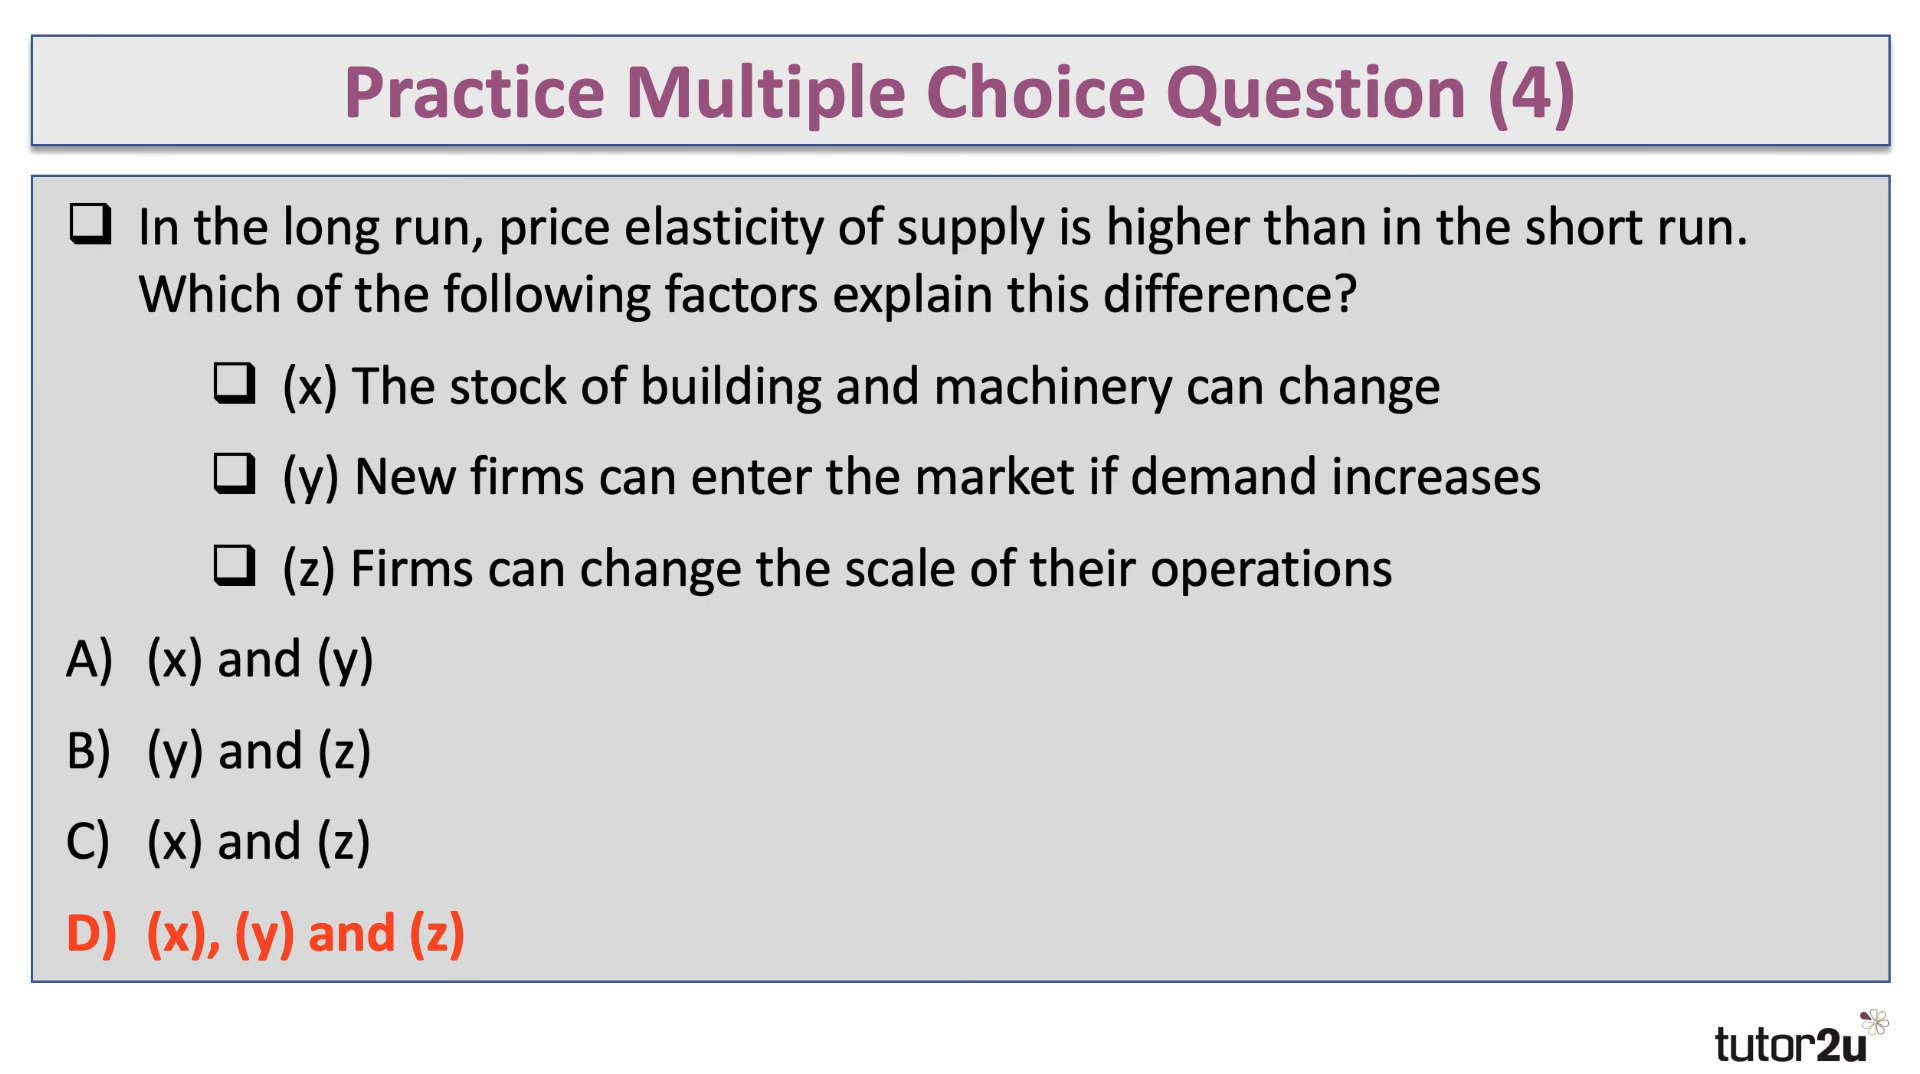 Practice Multiple Choice Question (4)
In the long run, price elasticity of supply is higher than in the short run.
Which of the following factors explain this difference?
(x) The stock of building and machinery can change
(y) New firms can enter the market if demand increases
(z) Firms can change the scale of their operations
A) (x) and (y)
B) (y) and (z)
C) (x) and (z)
D) (x), (y) and (z)
tutor2u